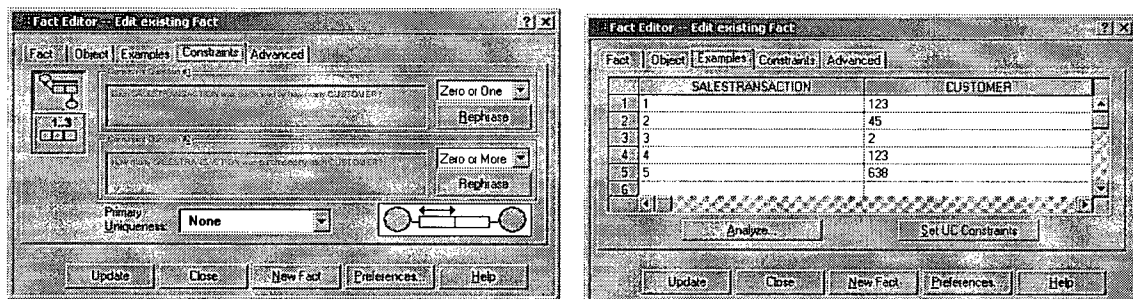 Fact Editor -- Edit existing Fact
Fact Object Examples Constraints Advanced
Constraint Question #1
Zero or One
Rephrase
Zero or More
Rephrase
Primary
Uniqueness: None
Update Close New Fact Preferences... Help
Fact Editor -- Edit existing Fact
Fact Object Examples Constraints Advanced
SALESTRANSACTION CUSTOMER
1 1 123
2 2 45
3 3 2
4 4 123
5 5 638
6
Analyze... Set UC Constraints
Update Close New Fact Preferences... Help